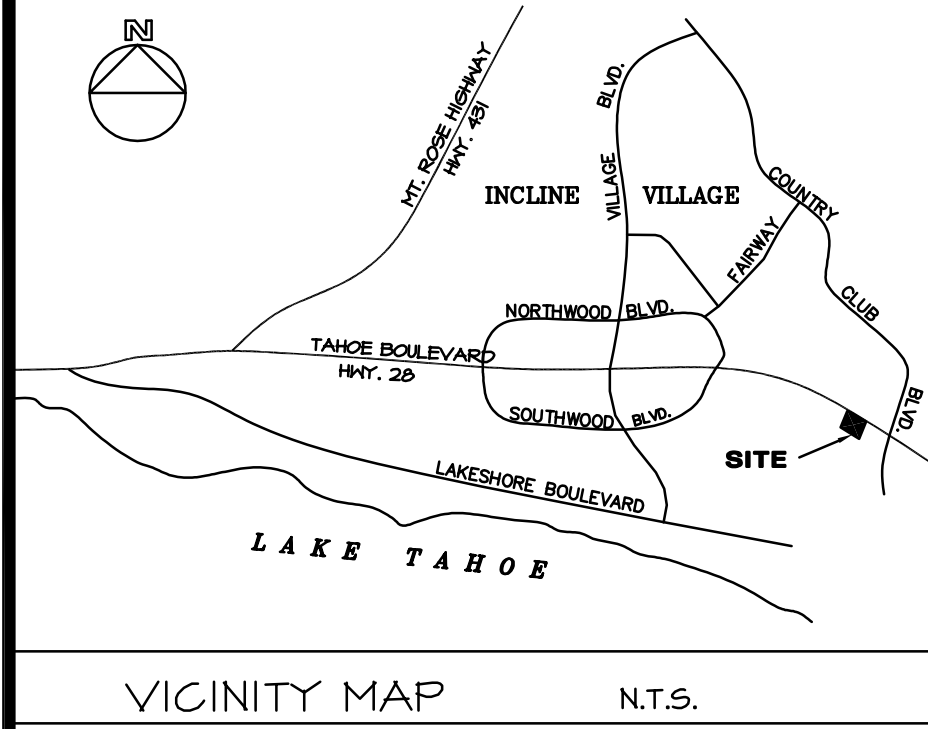 N
MT. ROSE HIGHWAY
HWY. 431
VILLAGE BLVD.
INCLINE VILLAGE
COUNTRY CLUB BLVD.
FAIRWAY
NORTHWOOD BLVD.
TAHOE BOULEVARD
HWY. 28
SOUTHWOOD BLVD.
SITE
LAKESHORE BOULEVARD
LAKE TAHOE
VICINITY MAP
N.T.S.